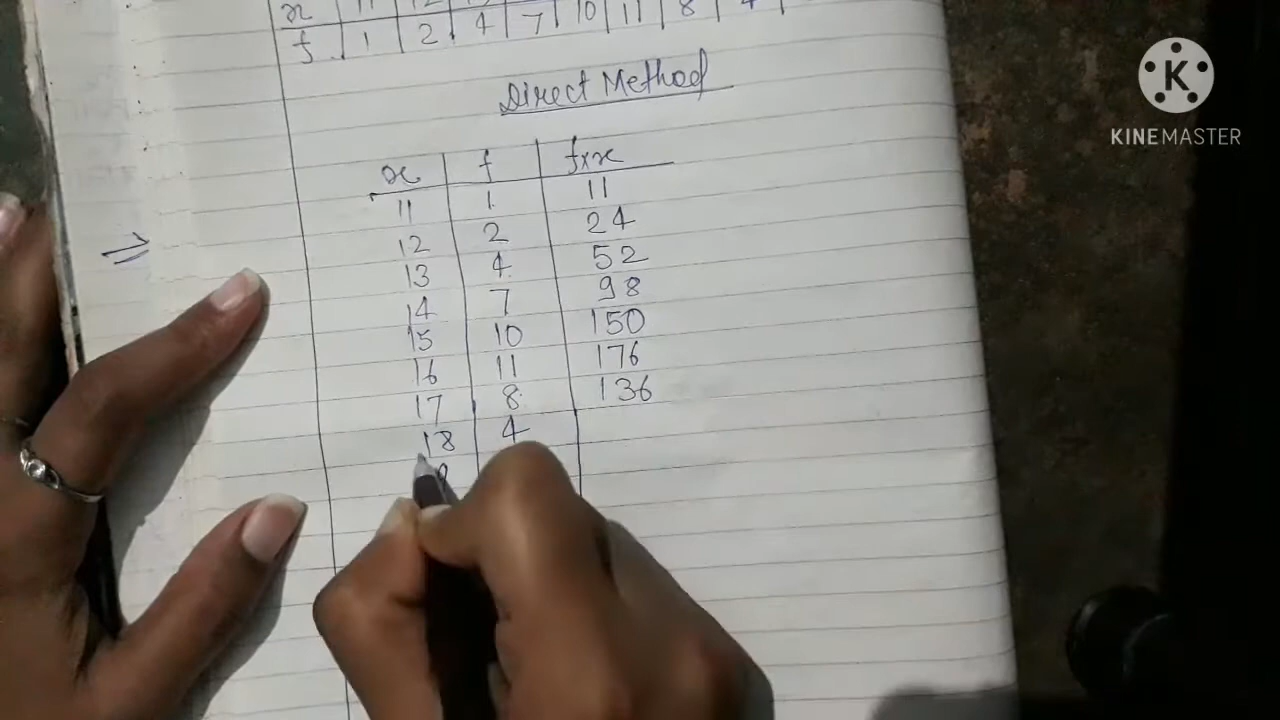 x 11
f 1 2 4 7 10 11 8 4
Direct Method
x f f×x
11 1 11
12 2 24
13 4 52
14 7 98
15 10 150
16 11 176
17 8 136
18 4
K
KINEMASTER